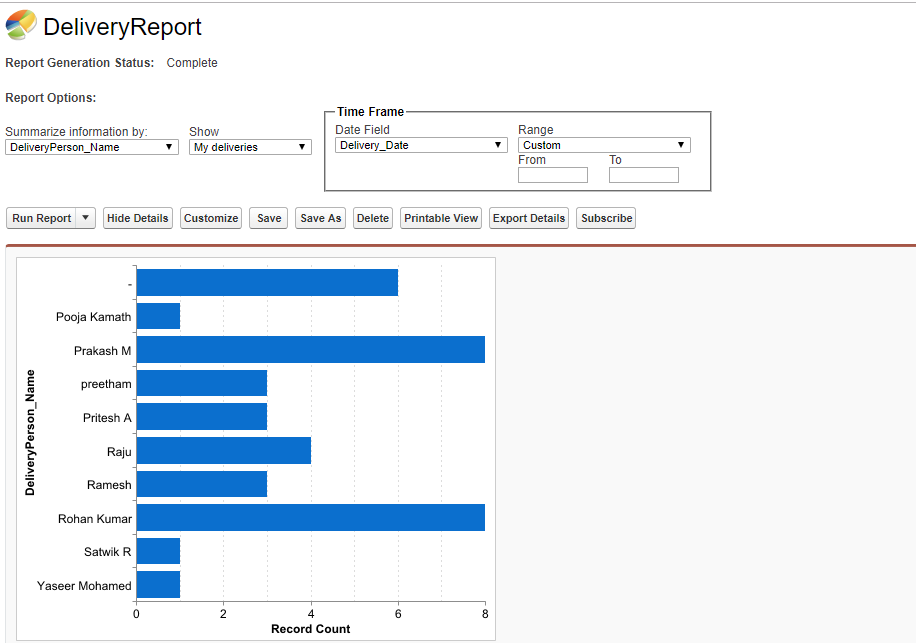 DeliveryReport
Report Generation Status: Complete
Report Options:
Summarize information by:
DeliveryPerson_Name
Show
My deliveries
Time Frame
Date Field
Delivery_Date
Range
Custom
From
To
Run Report
Hide Details
Customize
Save
Save As
Delete
Printable View
Export Details
Subscribe
DeliveryPerson_Name
-
Pooja Kamath
Prakash M
preetham
Pritesh A
Raju
Ramesh
Rohan Kumar
Satwik R
Yaseer Mohamed
0 2 4 6 8
Record Count